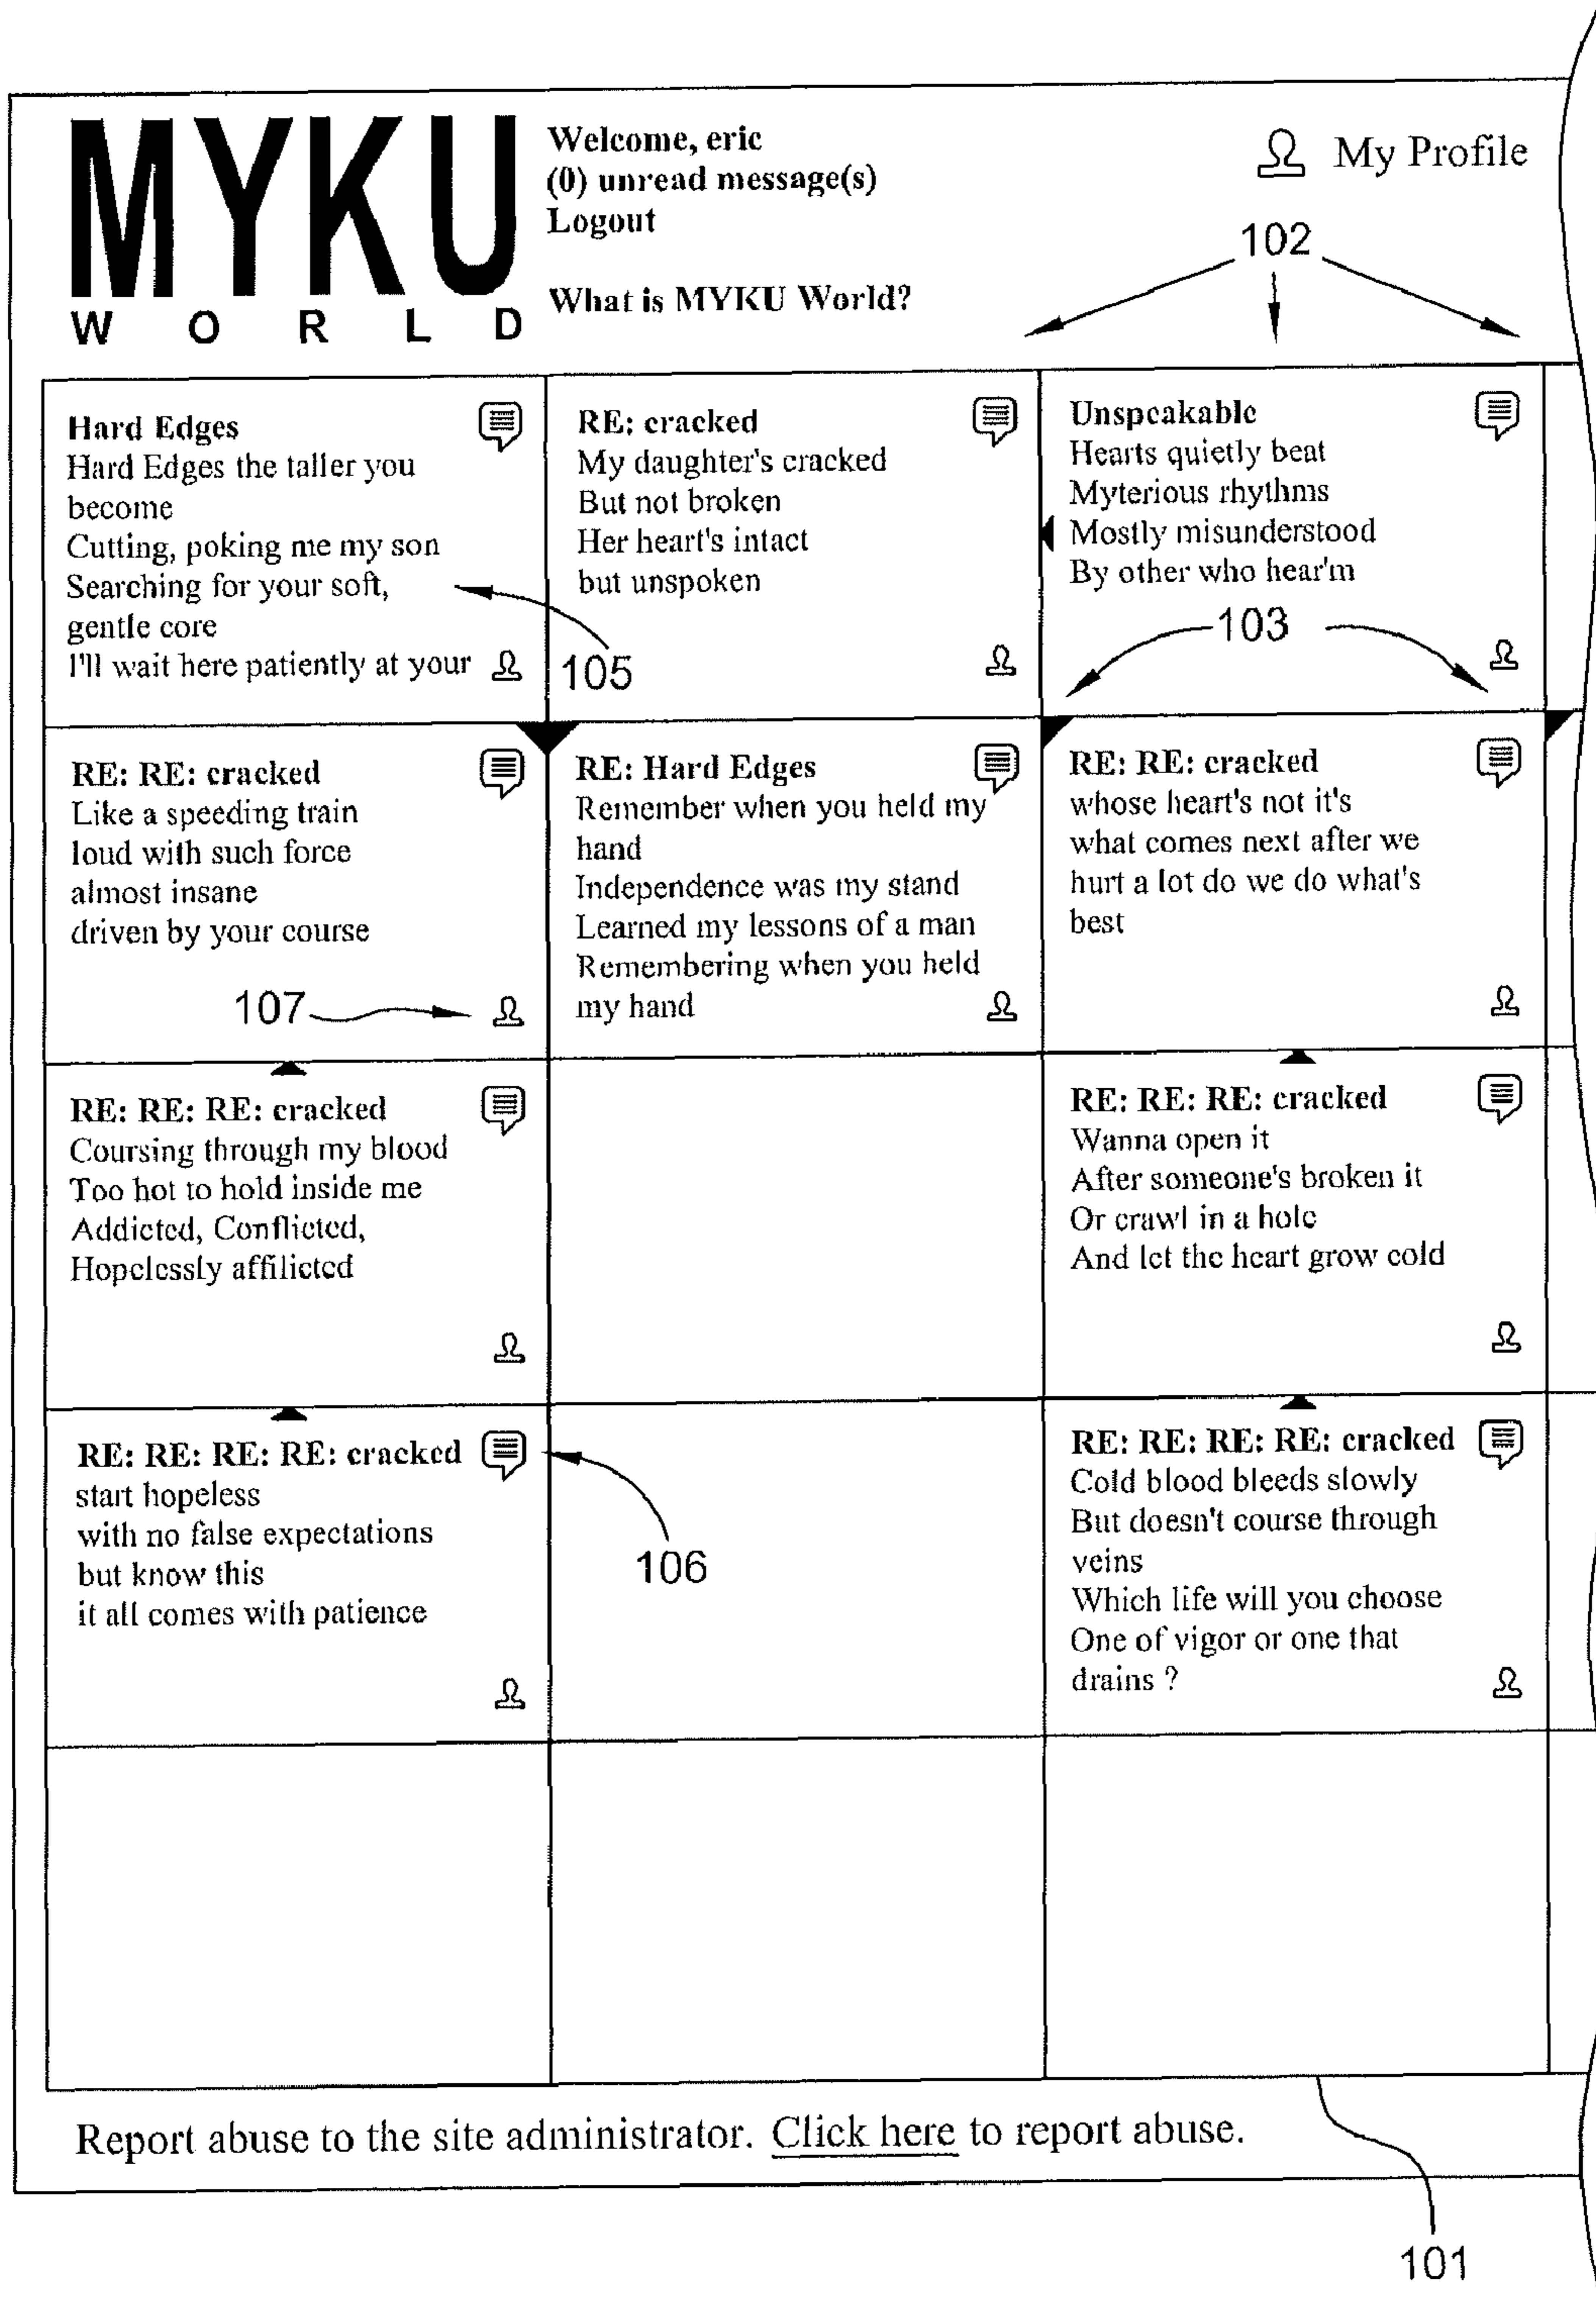 MYKU
WORLD
Welcome, eric
(0) unread message(s)
Logout
What is MYKU World?
My Profile
102
Hard Edges
Hard Edges the taller you
become
Cutting, poking me my son
Searching for your soft,
gentle core
I'll wait here patiently at your
105
RE: cracked
My daughter's cracked
But not broken
Her heart's intact
but unspoken
Unspeakable
Hearts quietly beat
Myterious rhythms
Mostly misunderstood
By other who hear'm
103
RE: RE: cracked
Like a speeding train
loud with such force
almost insane
driven by your course
107
RE: Hard Edges
Remember when you held my
hand
Independence was my stand
Learned my lessons of a man
Remembering when you held
my hand
RE: RE: cracked
whose heart's not it's
what comes next after we
hurt a lot do we do what's
best
RE: RE: RE: cracked
Coursing through my blood
Too hot to hold inside me
Addicted, Conflicted,
Hopelessly affilicted
RE: RE: RE: cracked
Wanna open it
After someone's broken it
Or crawl in a hole
And let the heart grow cold
RE: RE: RE: RE: cracked
start hopeless
with no false expectations
but know this
it all comes with patience
106
RE: RE: RE: RE: cracked
Cold blood bleeds slowly
But doesn't course through
veins
Which life will you choose
One of vigor or one that
drains ?
Report abuse to the site administrator. Click here to report abuse.
101